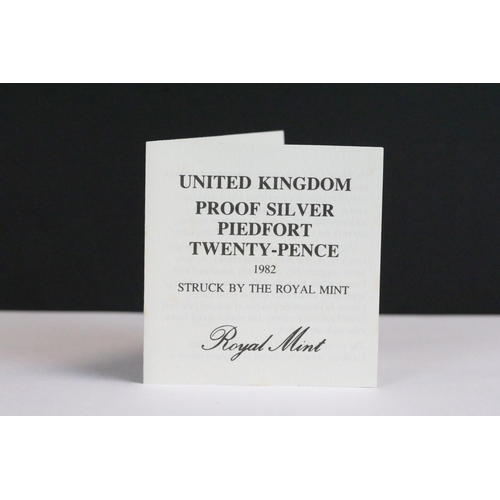 UNITED KINGDOM
PROOF SILVER
PIEDFORT
TWENTY-PENCE
1982
STRUCK BY THE ROYAL MINT
Royal Mint